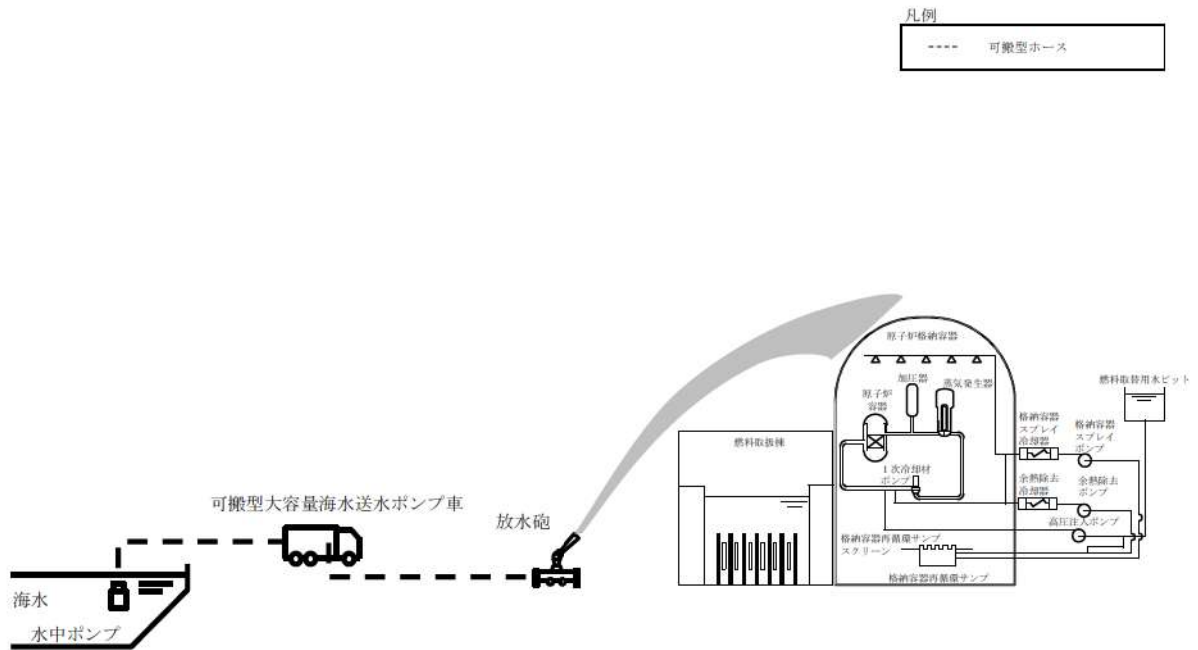 凡例
可搬型ホース
原子炉格納容器
加圧器
蒸気発生器
原子炉
容器
1次冷却材
ポンプ
燃料取替用水ピット
格納容器
スプレイ
冷却器
格納容器
スプレイ
ポンプ
余熱除去
冷却器
余熱除去
ポンプ
高圧注入ポンプ
燃料取扱棟
格納容器再循環サンプ
スクリーン
格納容器再循環サンプ
可搬型大容量海水送水ポンプ車
放水砲
海水
水中ポンプ